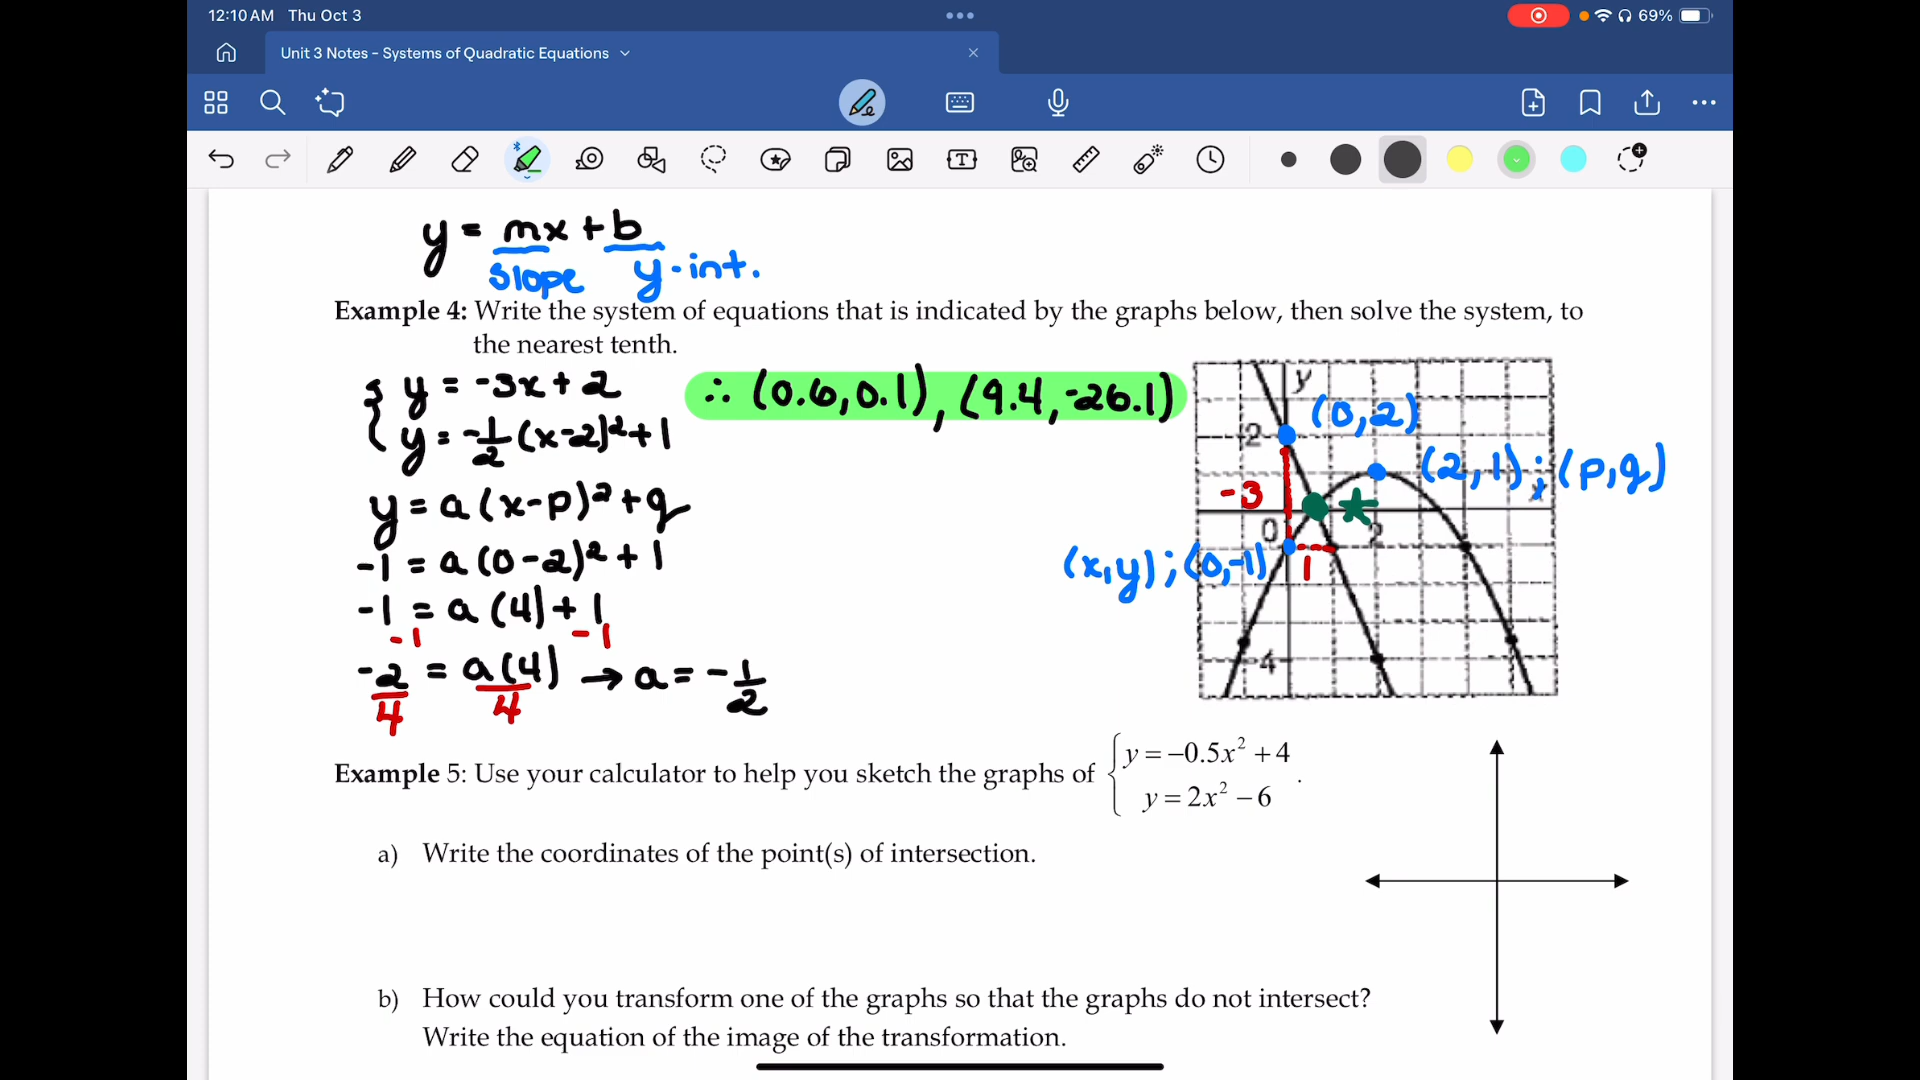 12:10 AM Thu Oct 3
69%
Unit 3 Notes - Systems of Quadratic Equations
y = mx + b
slope y-int.
Example 4: Write the system of equations that is indicated by the graphs below, then solve the system, to
the nearest tenth.
{ y = -3x + 2
y = -1/2 (x-2)² + 1
∴ (0.6, 0.1), (9.4, -26.1)
y = a(x-p)² + q
-1 = a(0-2)² + 1
-1 = a(4) + 1
-1 -1
-2/4 = a(4)/4 → a = -1/2
y
(0,2)
2
(2,1) ; (p,q)
x
-3
0
2
(x,y) ; (0,-1)
1
-4
Example 5: Use your calculator to help you sketch the graphs of { y = −0.5x² + 4
y = 2x² − 6 .
a) Write the coordinates of the point(s) of intersection.
b) How could you transform one of the graphs so that the graphs do not intersect?
Write the equation of the image of the transformation.